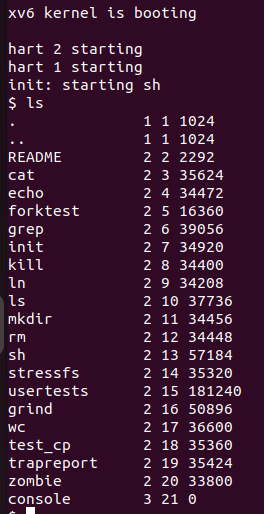 xv6 kernel is booting
hart 2 starting
hart 1 starting
init: starting sh
$ ls
. 1 1 1024
.. 1 1 1024
README 2 2 2292
cat 2 3 35624
echo 2 4 34472
forktest 2 5 16360
grep 2 6 39056
init 2 7 34920
kill 2 8 34400
ln 2 9 34208
ls 2 10 37736
mkdir 2 11 34456
rm 2 12 34448
sh 2 13 57184
stressfs 2 14 35320
usertests 2 15 181240
grind 2 16 50896
wc 2 17 36600
test_cp 2 18 35360
trapreport 2 19 35424
zombie 2 20 33800
console 3 21 0
$